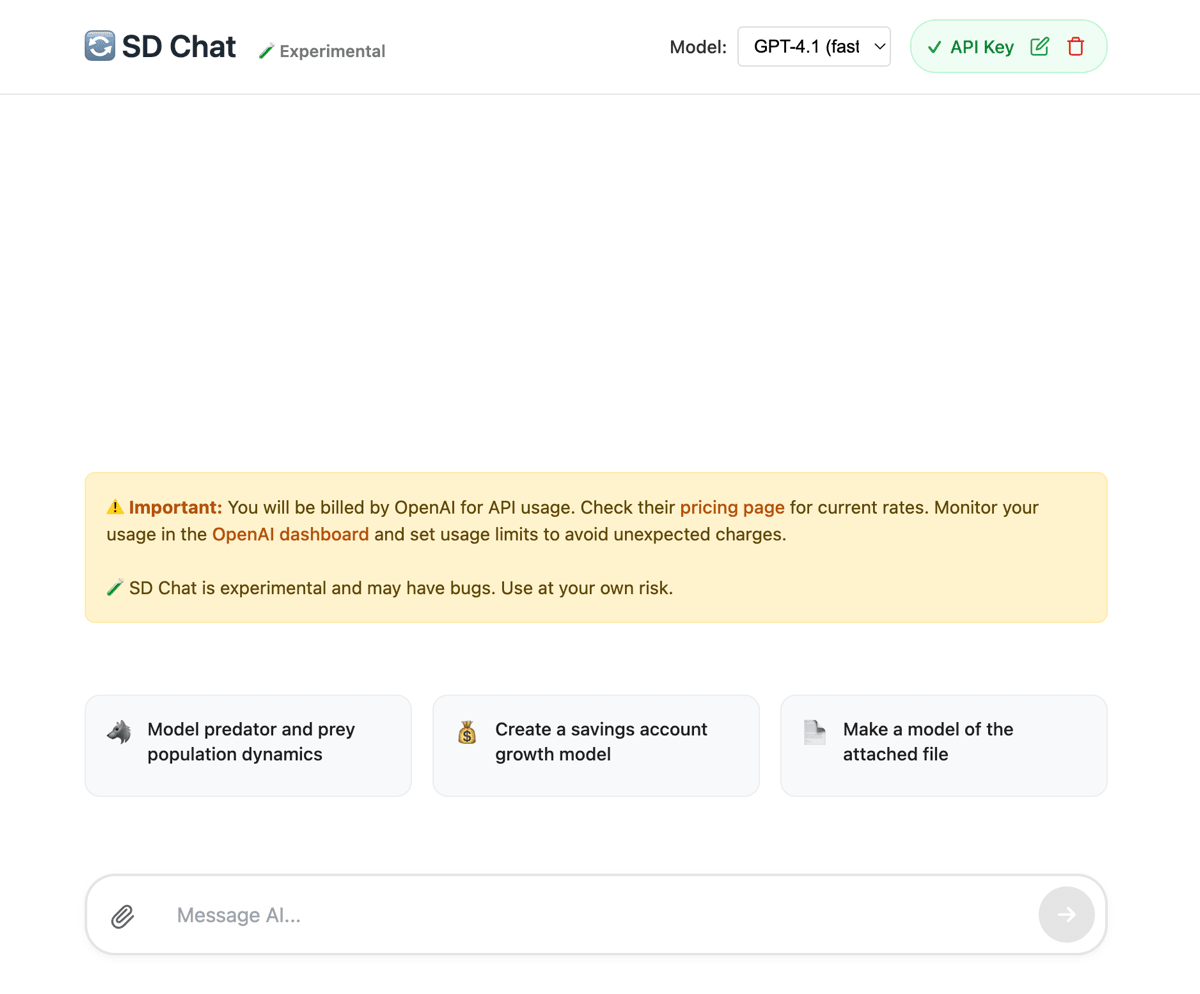 SD Chat
Experimental
Model:
GPT-4.1 (fast
API Key
Important: You will be billed by OpenAI for API usage. Check their pricing page for current rates. Monitor your
usage in the OpenAI dashboard and set usage limits to avoid unexpected charges.
SD Chat is experimental and may have bugs. Use at your own risk.
Model predator and prey
population dynamics
Create a savings account
growth model
Make a model of the
attached file
Message AI...